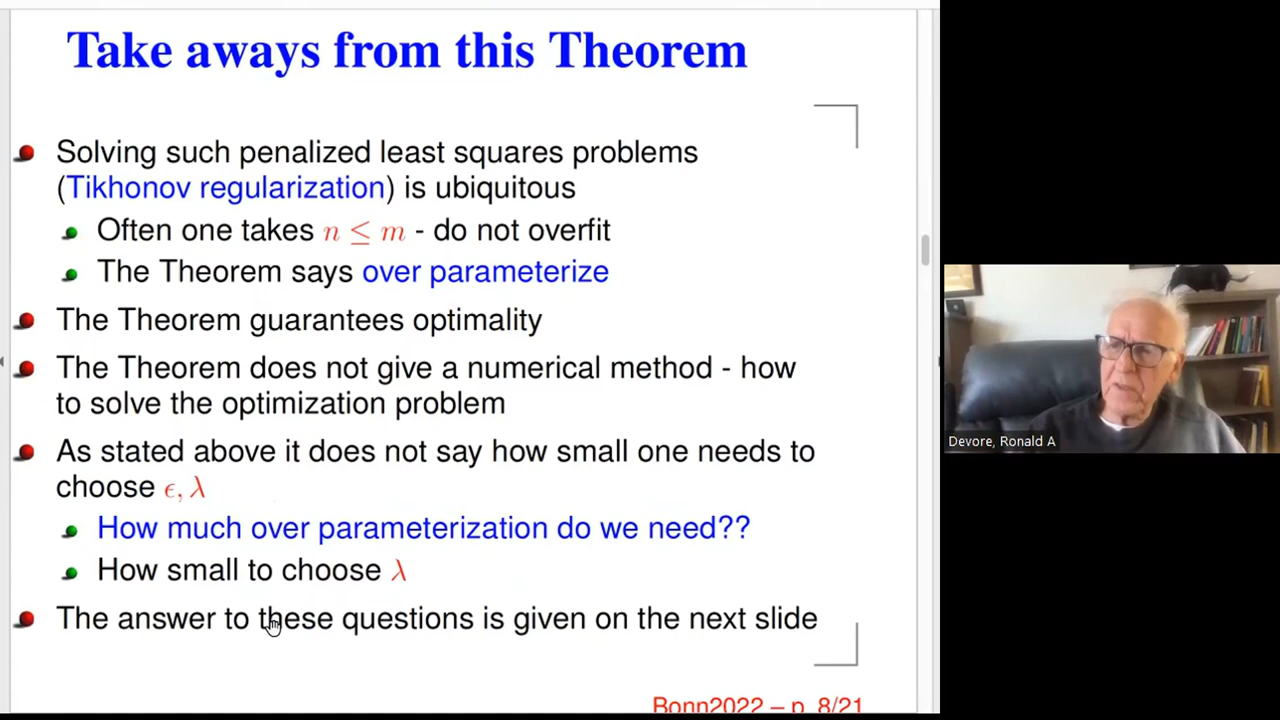 Take aways from this Theorem
Solving such penalized least squares problems
(Tikhonov regularization) is ubiquitous
Often one takes n ≤ m - do not overfit
The Theorem says over parameterize
The Theorem guarantees optimality
The Theorem does not give a numerical method - how
to solve the optimization problem
As stated above it does not say how small one needs to
choose ϵ, λ
How much over parameterization do we need??
How small to choose λ
The answer to these questions is given on the next slide
Bonn2022 – p. 8/21
Devore, Ronald A